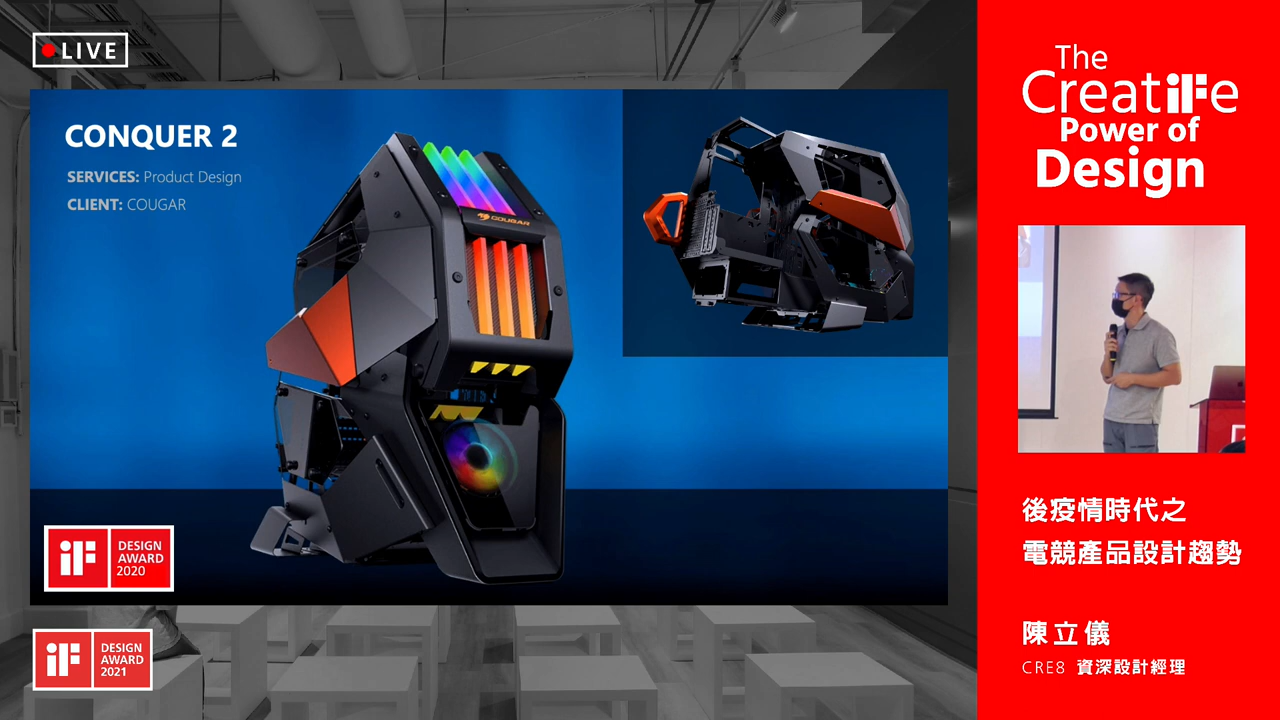 LIVE
CONQUER 2
SERVICES: Product Design
CLIENT: COUGAR
COUGAR
iF
DESIGN
AWARD
2020
iF
DESIGN
AWARD
2021
The
CreatiFe
Power of
Design
後疫情時代之
電競產品設計趨勢
陳立儀
CRE8 資深設計經理